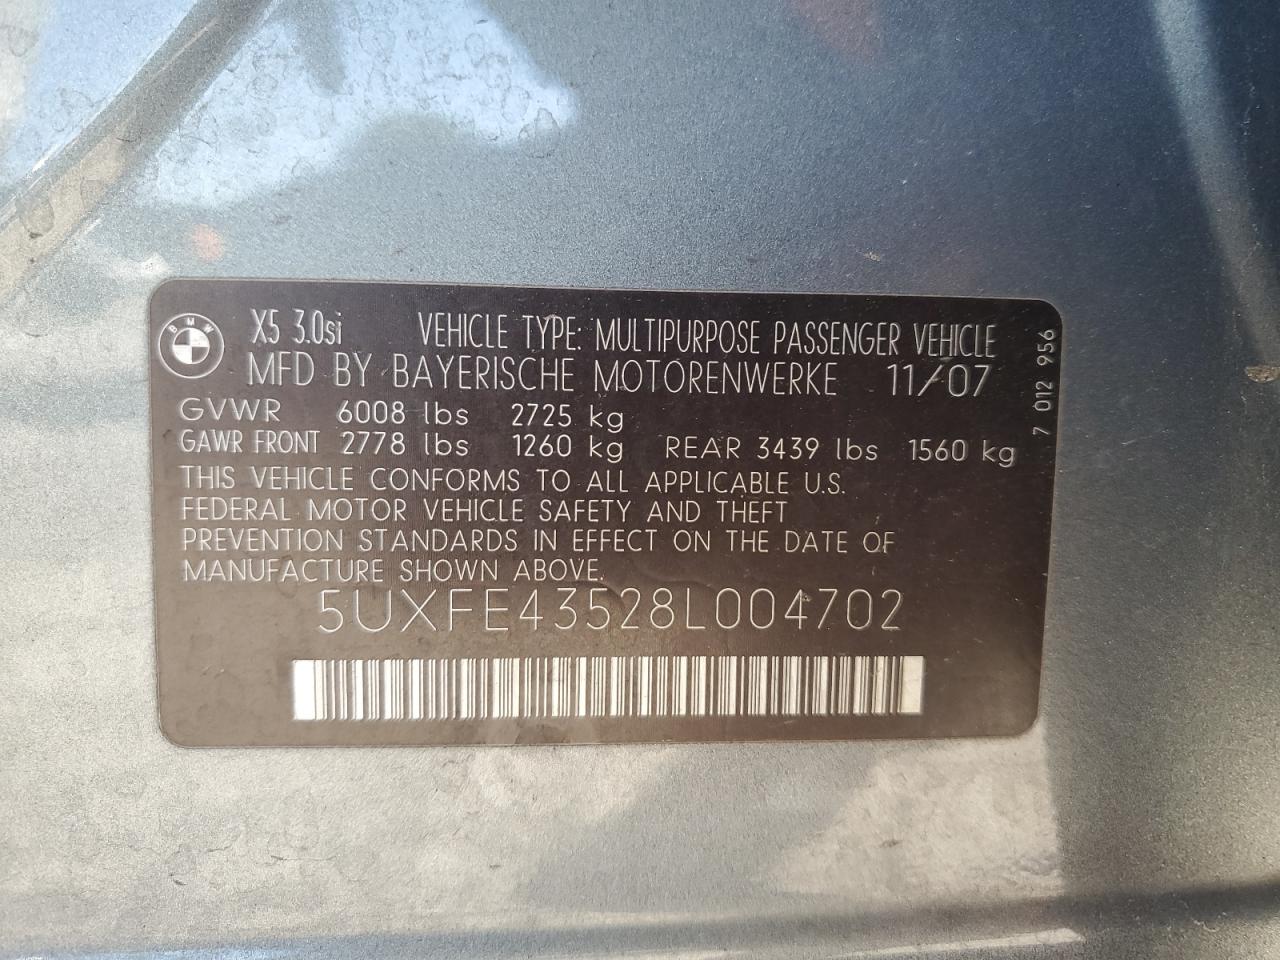 BMW
X5 3.0si VEHICLE TYPE: MULTIPURPOSE PASSENGER VEHICLE
MFD BY BAYERISCHE MOTORENWERKE 11/07
GVWR 6008 lbs 2725 kg
GAWR FRONT 2778 lbs 1260 kg REAR 3439 lbs 1560 kg
THIS VEHICLE CONFORMS TO ALL APPLICABLE U.S.
FEDERAL MOTOR VEHICLE SAFETY AND THEFT
PREVENTION STANDARDS IN EFFECT ON THE DATE OF
MANUFACTURE SHOWN ABOVE.
5UXFE43528L004702
7 012 956